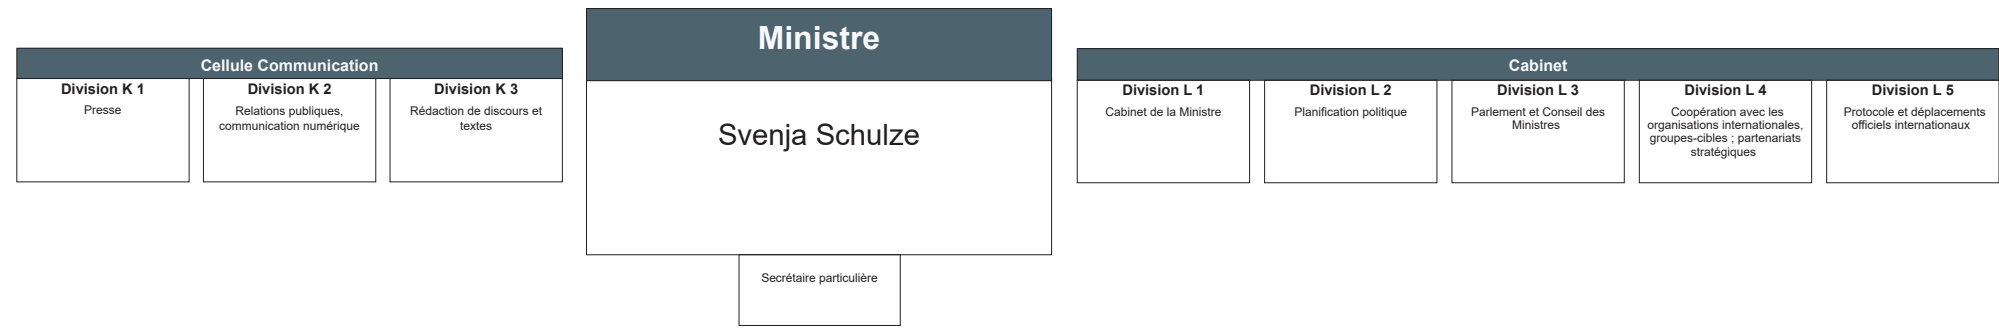 Ministre
Svenja Schulze
Secrétaire particulière
Cellule Communication
Division K 1
Presse
Division K 2
Relations publiques,
communication numérique
Division K 3
Rédaction de discours et
textes
Cabinet
Division L 1
Cabinet de la Ministre
Division L 2
Planification politique
Division L 3
Parlement et Conseil des
Ministres
Division L 4
Coopération avec les
organisations internationales,
groupes-cibles ; partenariats
stratégiques
Division L 5
Protocole et déplacements
officiels internationaux